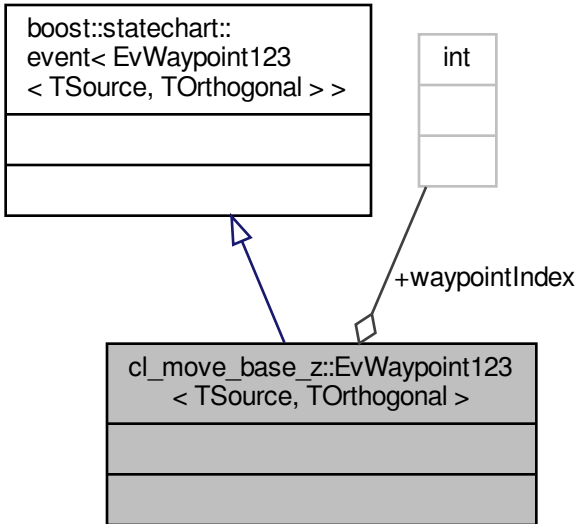 boost::statechart::
event< EvWaypoint123
< TSource, TOrthogonal > >
int
+waypointIndex
cl_move_base_z::EvWaypoint123
< TSource, TOrthogonal >